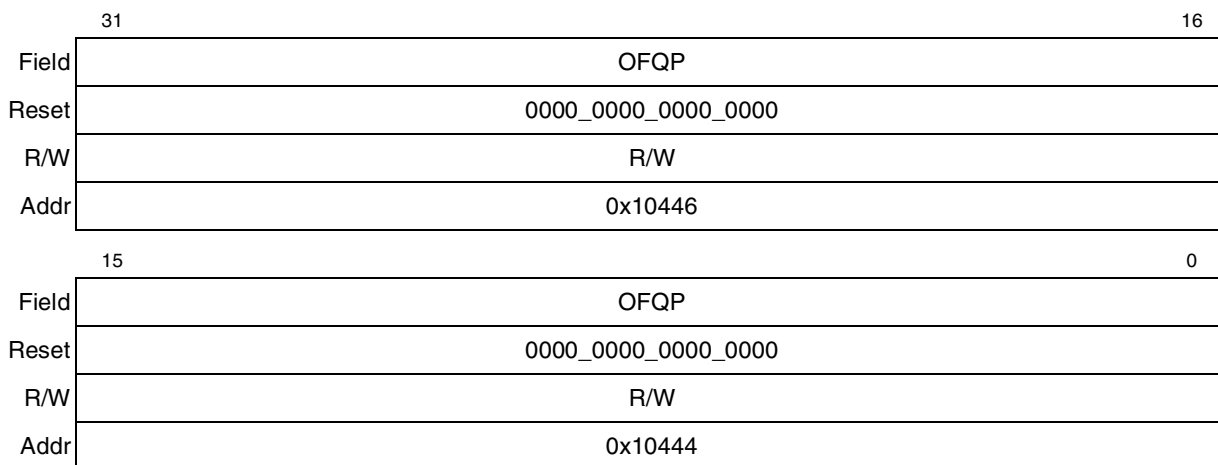 31 16
Field OFQP
Reset 0000_0000_0000_0000
R/W R/W
Addr 0x10446
15 0
Field OFQP
Reset 0000_0000_0000_0000
R/W R/W
Addr 0x10444